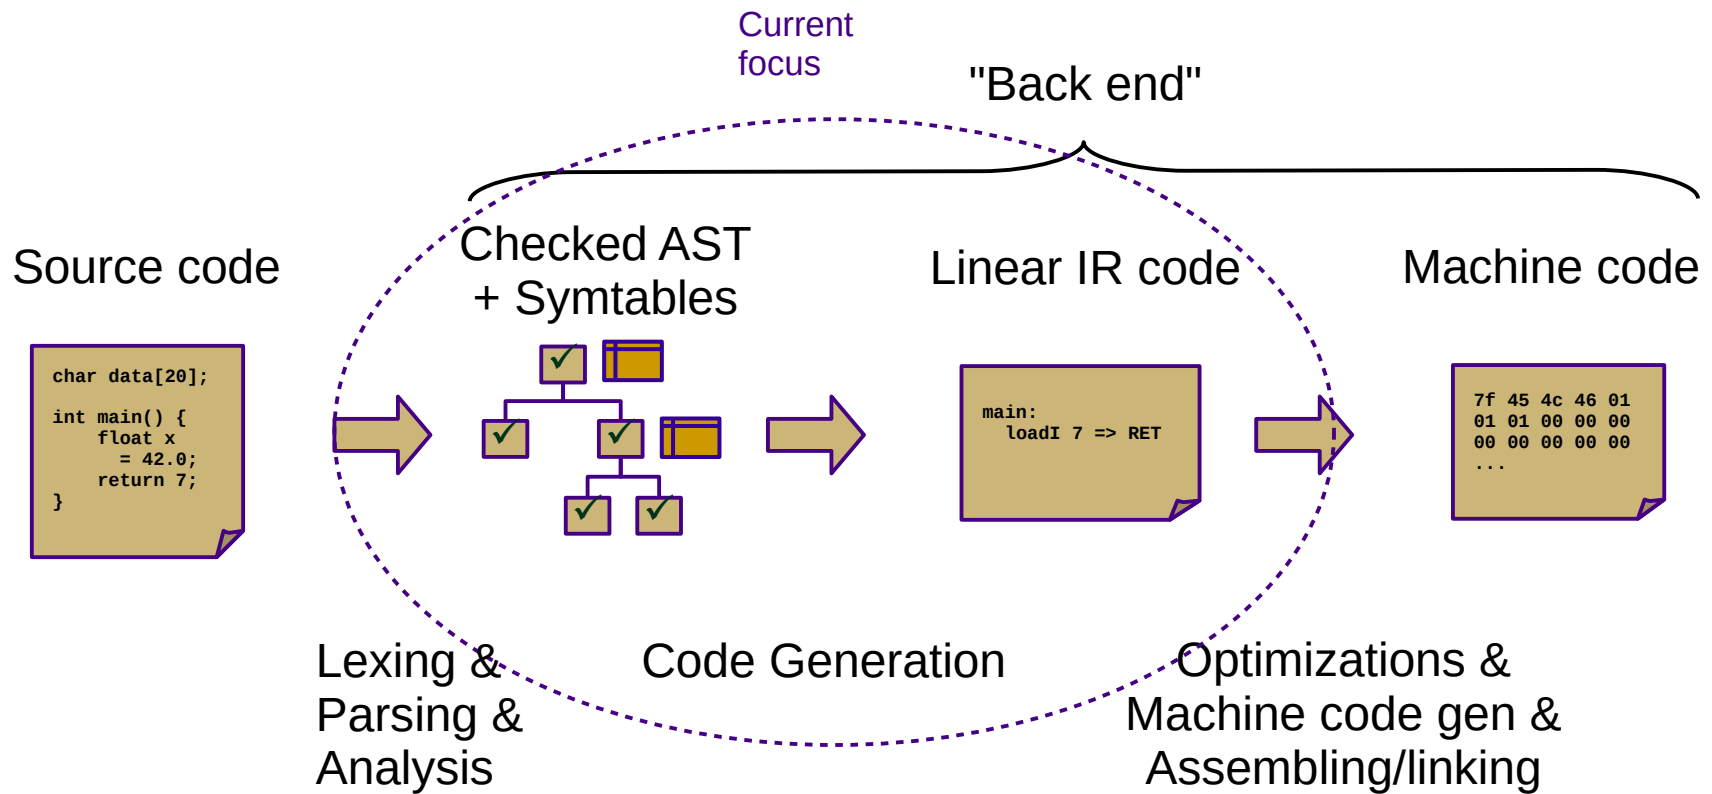 Current
focus
"Back end"
Source code
Checked AST
+ Symtables
Linear IR code
Machine code
char data[20];
int main() {
    float x
      = 42.0;
    return 7;
}
main:
  loadI 7 => RET
7f 45 4c 46 01
01 01 00 00 00
00 00 00 00 00
...
Lexing &
Parsing &
Analysis
Code Generation
Optimizations &
Machine code gen &
Assembling/linking